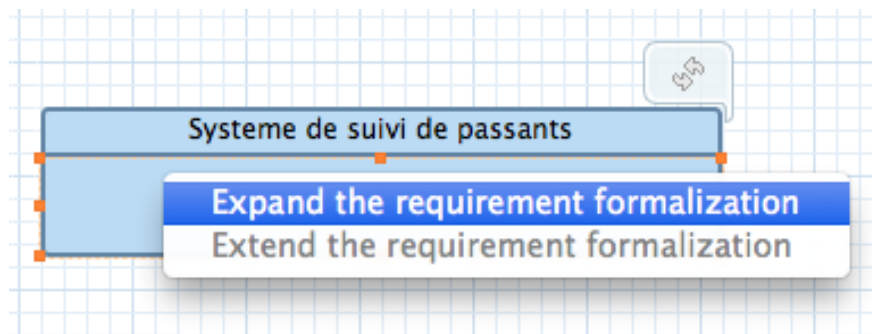 Systeme de suivi de passants
Expand the requirement formalization
Extend the requirement formalization